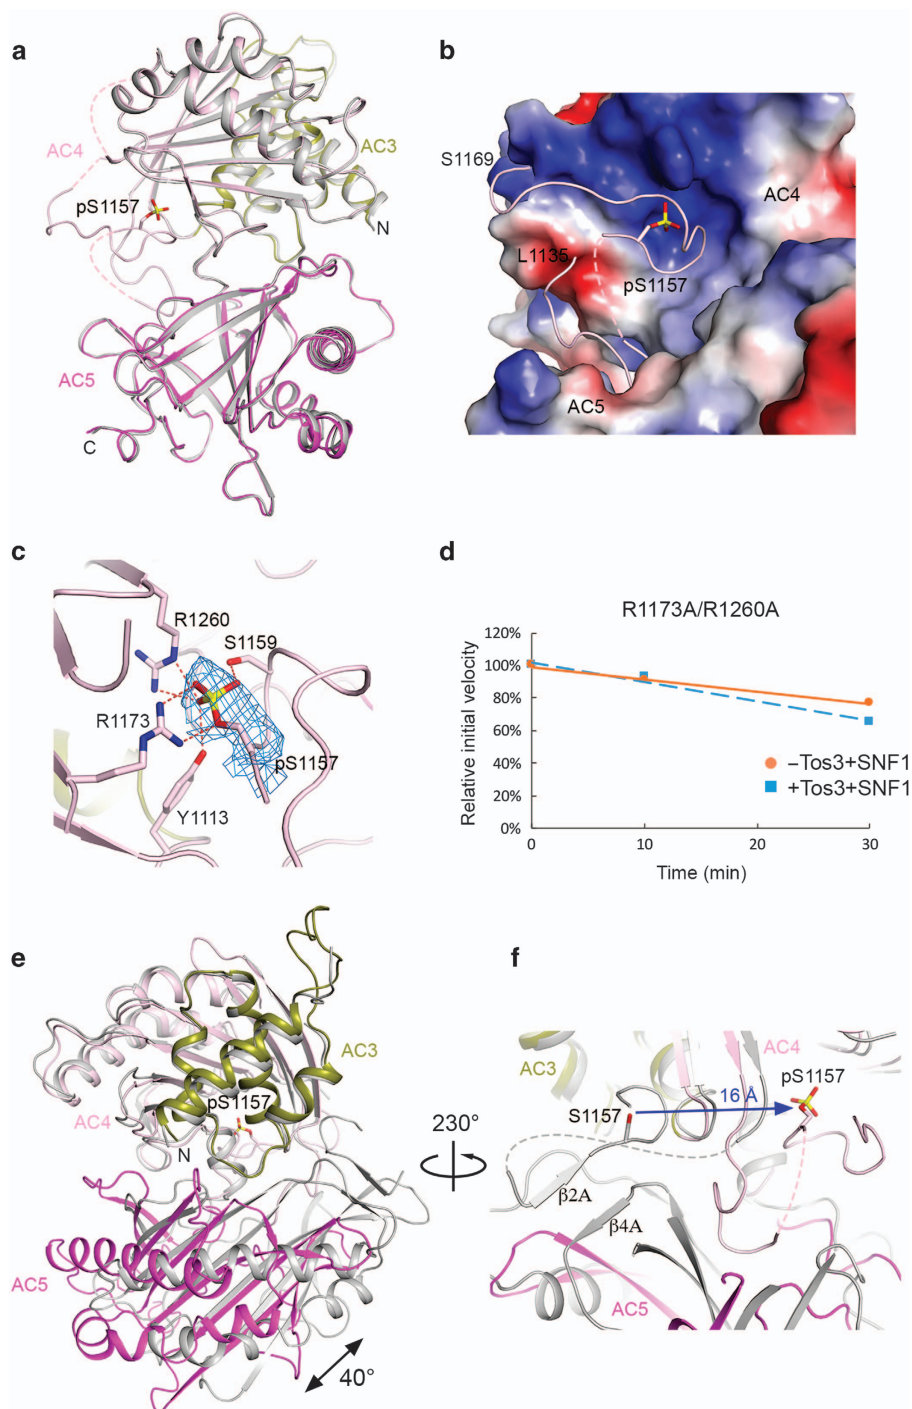 a
AC4
AC3
pS1157
N
AC5
C
b
S1169
AC4
L1135
pS1157
AC5
c
R1260
S1159
R1173
pS1157
Y1113
d
R1173A/R1260A
120%
100%
80%
60%
40%
20%
0%
Relative initial velocity
–Tos3+SNF1
+Tos3+SNF1
0
10
20
30
Time (min)
e
AC3
pS1157
AC4
N
AC5
40°
230°
f
AC3
AC4
pS1157
16 Å
S1157
β2A
β4A
AC5